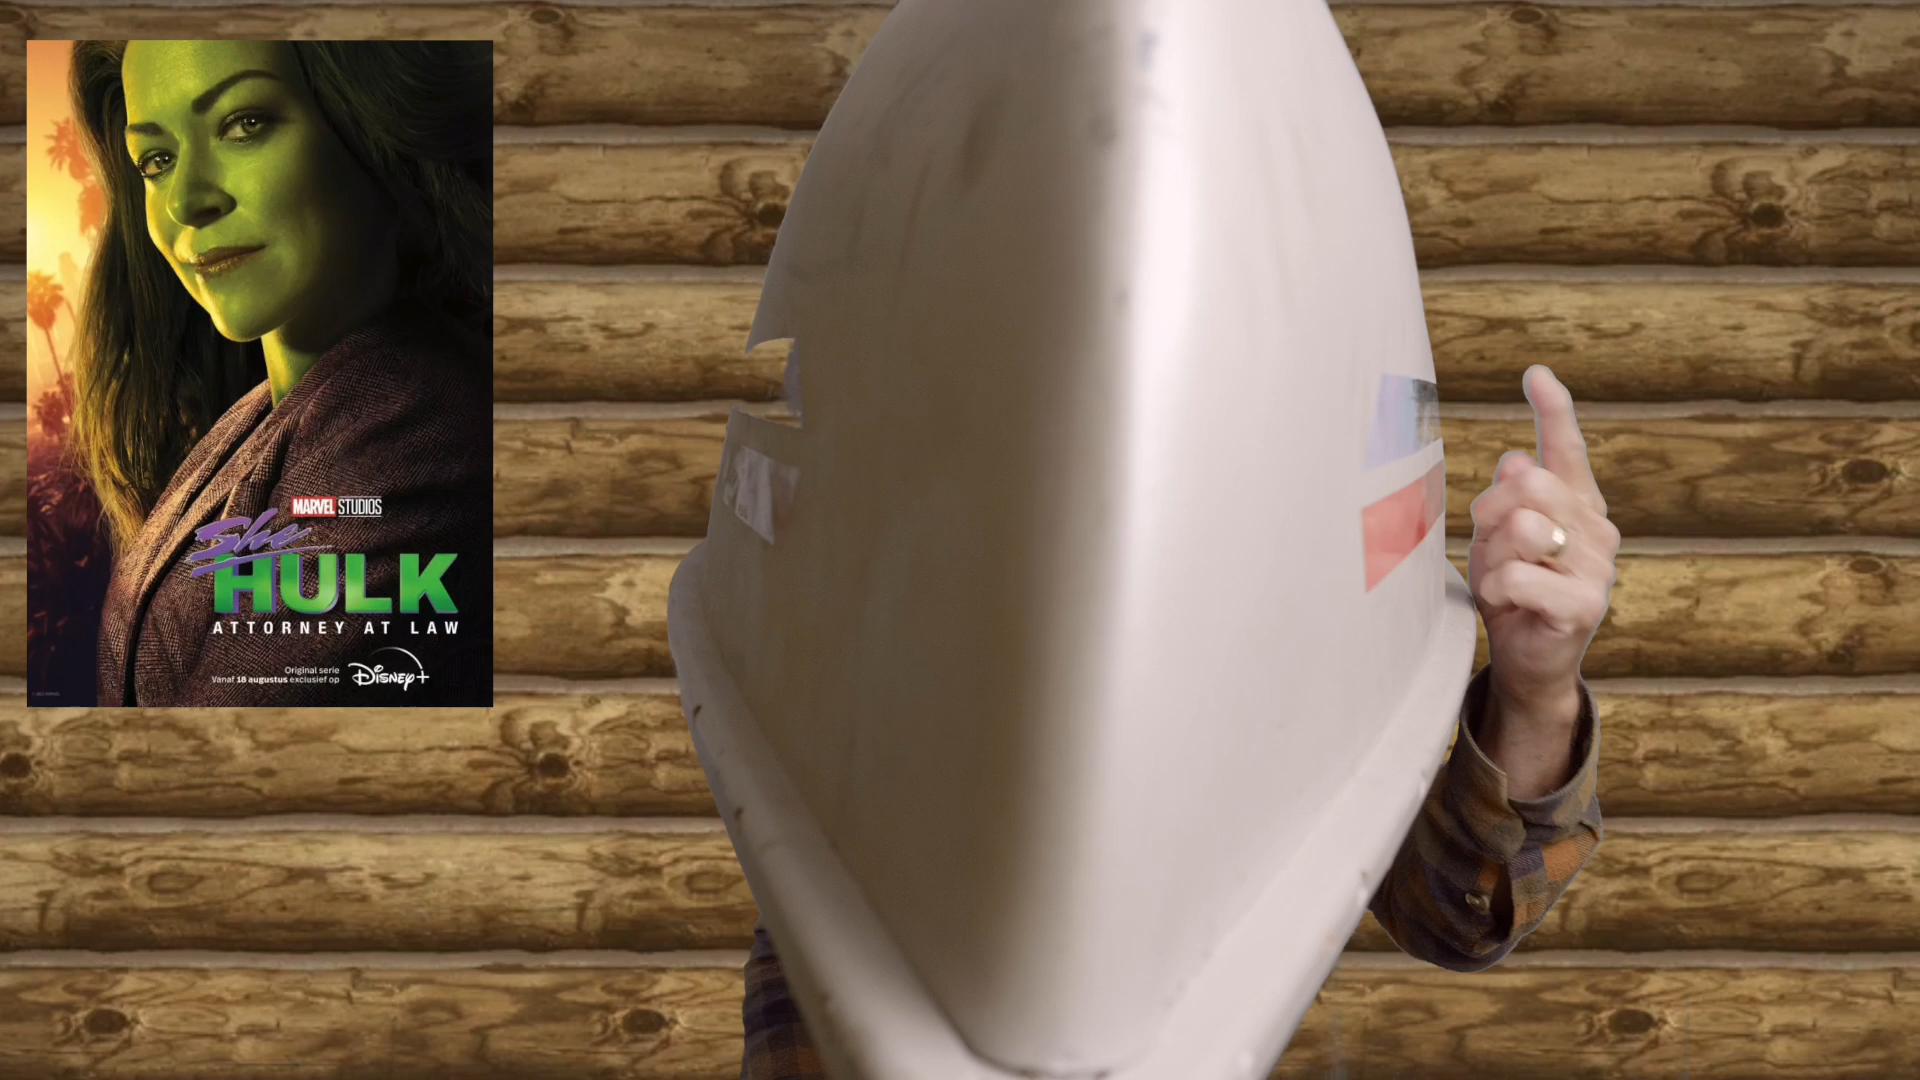 MARVEL STUDIOS
She
HULK
ATTORNEY AT LAW
Original serie
Vanaf 18 augustus exclusief op
Disney+